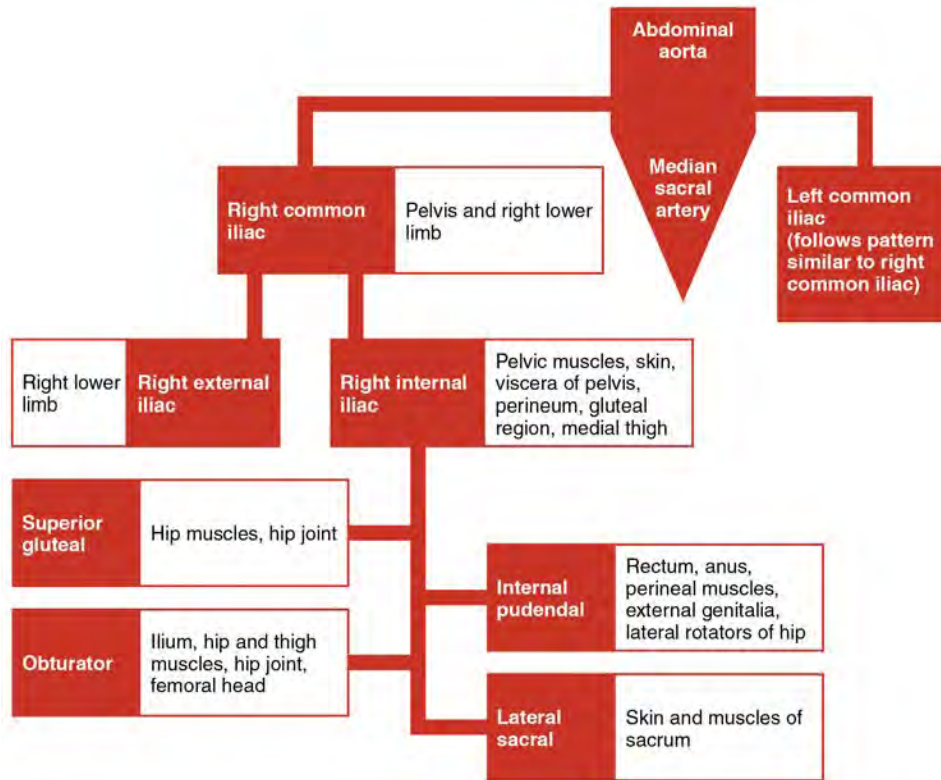 Abdominal
aorta
Median
sacral
artery
Right common
iliac
Pelvis and right lower
limb
Left common
iliac
(follows pattern
similar to right
common iliac)
Right lower
limb
Right external
iliac
Right internal
iliac
Pelvic muscles, skin,
viscera of pelvis,
perineum, gluteal
region, medial thigh
Superior
gluteal
Hip muscles, hip joint
Internal
pudendal
Rectum, anus,
perineal muscles,
external genitalia,
lateral rotators of hip
Obturator
Ilium, hip and thigh
muscles, hip joint,
femoral head
Lateral
sacral
Skin and muscles of
sacrum